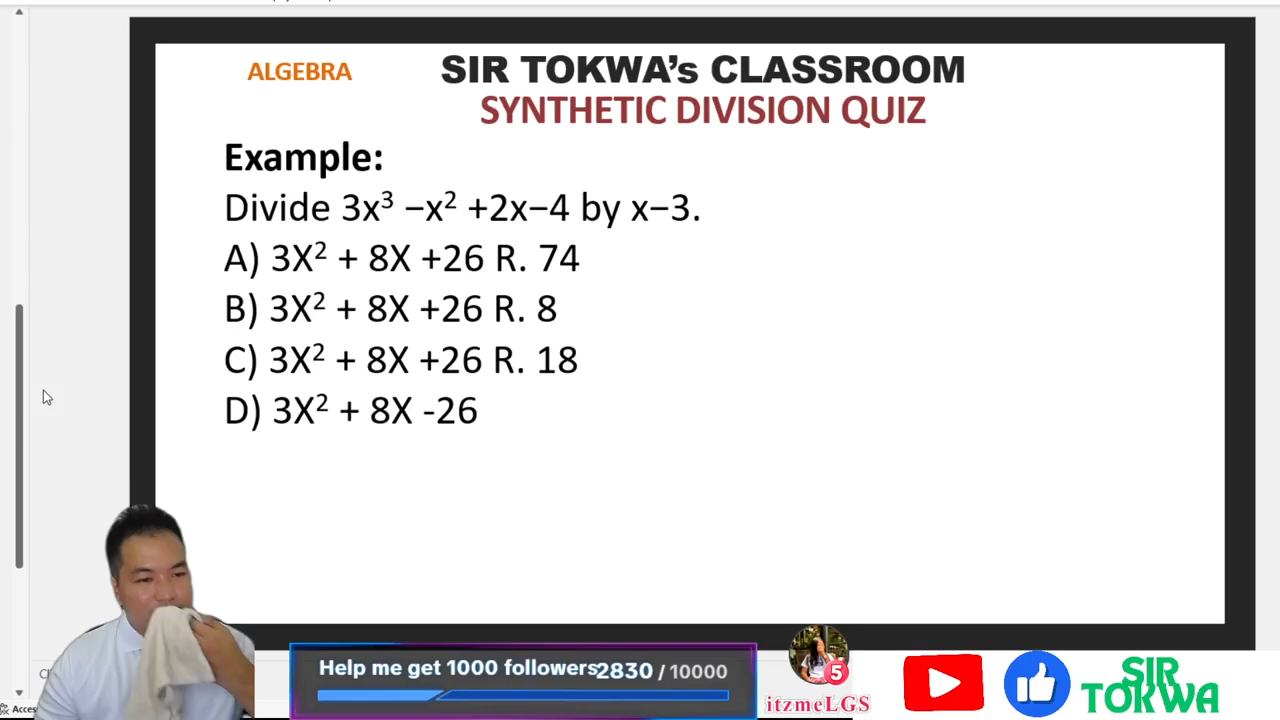 ALGEBRA
SIR TOKWA's CLASSROOM
SYNTHETIC DIVISION QUIZ
Example:
Divide 3x³ −x² +2x−4 by x−3.
A) 3X² + 8X +26 R. 74
B) 3X² + 8X +26 R. 8
C) 3X² + 8X +26 R. 18
D) 3X² + 8X -26
Help me get 1000 followers 2830 / 10000
5
itzmeLGS
SIR
TOKWA